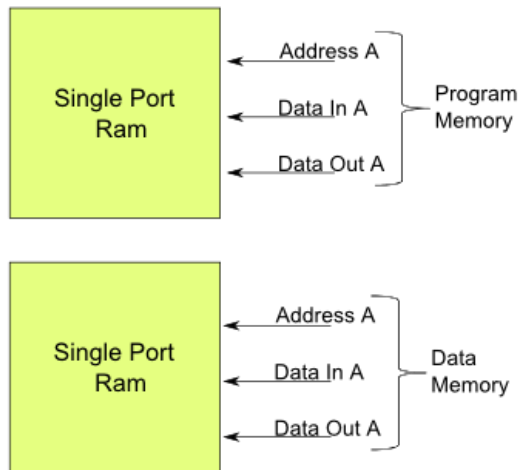 Single Port
Ram
Address A
Data In A
Data Out A
Program
Memory
Single Port
Ram
Address A
Data In A
Data Out A
Data
Memory